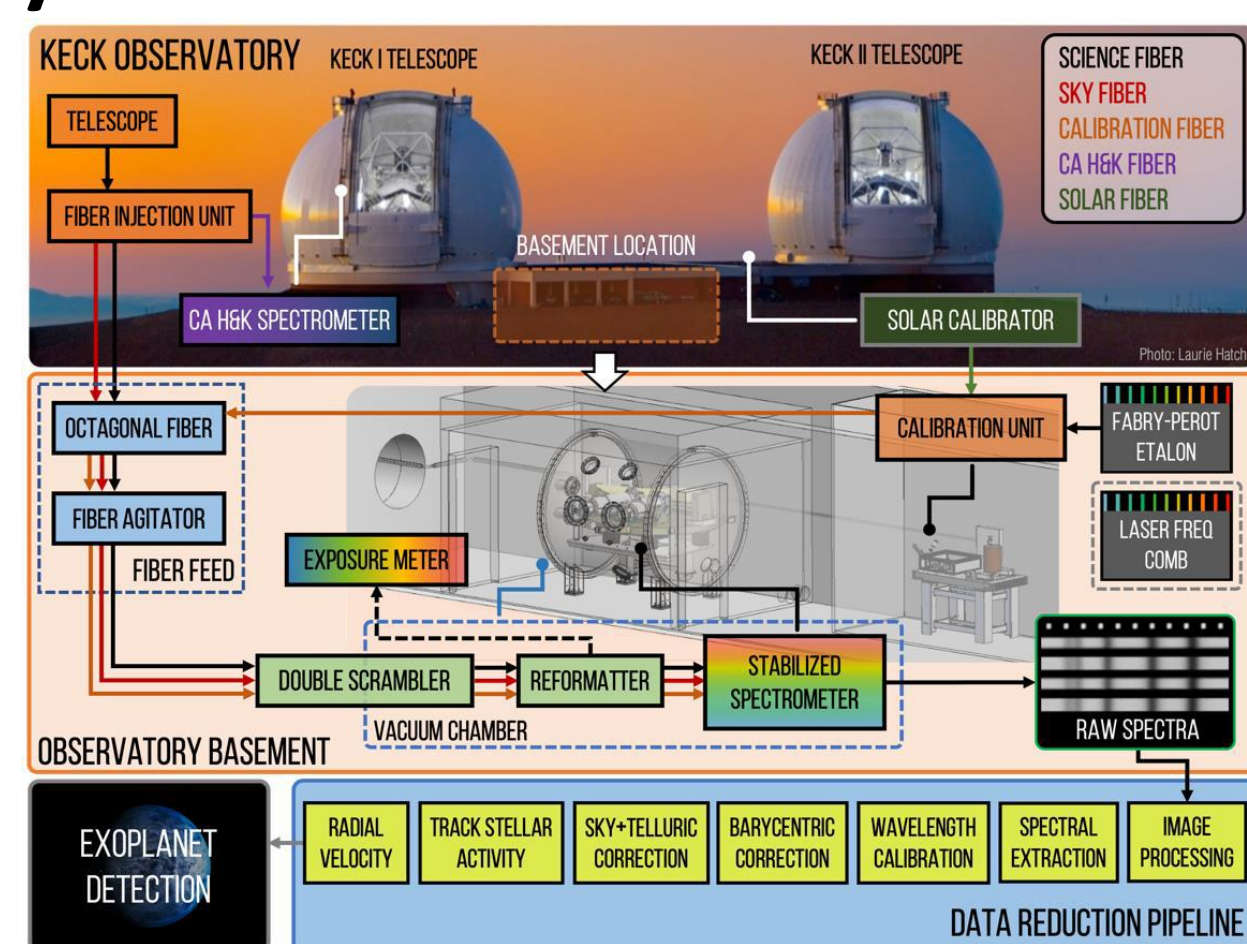 KECK OBSERVATORY
KECK I TELESCOPE
KECK II TELESCOPE
SCIENCE FIBER
SKY FIBER
CALIBRATION FIBER
CA H&K FIBER
SOLAR FIBER
TELESCOPE
FIBER INJECTION UNIT
BASEMENT LOCATION
CA H&K SPECTROMETER
SOLAR CALIBRATOR
Photo: Laurie Hatch
OCTAGONAL FIBER
CALIBRATION UNIT
FABRY-PEROT
ETALON
FIBER AGITATOR
LASER FREQ
COMB
EXPOSURE METER
FIBER FEED
DOUBLE SCRAMBLER
REFORMATTER
STABILIZED
SPECTROMETER
VACUUM CHAMBER
RAW SPECTRA
OBSERVATORY BASEMENT
EXOPLANET
DETECTION
RADIAL
VELOCITY
TRACK STELLAR
ACTIVITY
SKY+TELLURIC
CORRECTION
BARYCENTRIC
CORRECTION
WAVELENGTH
CALIBRATION
SPECTRAL
EXTRACTION
IMAGE
PROCESSING
DATA REDUCTION PIPELINE